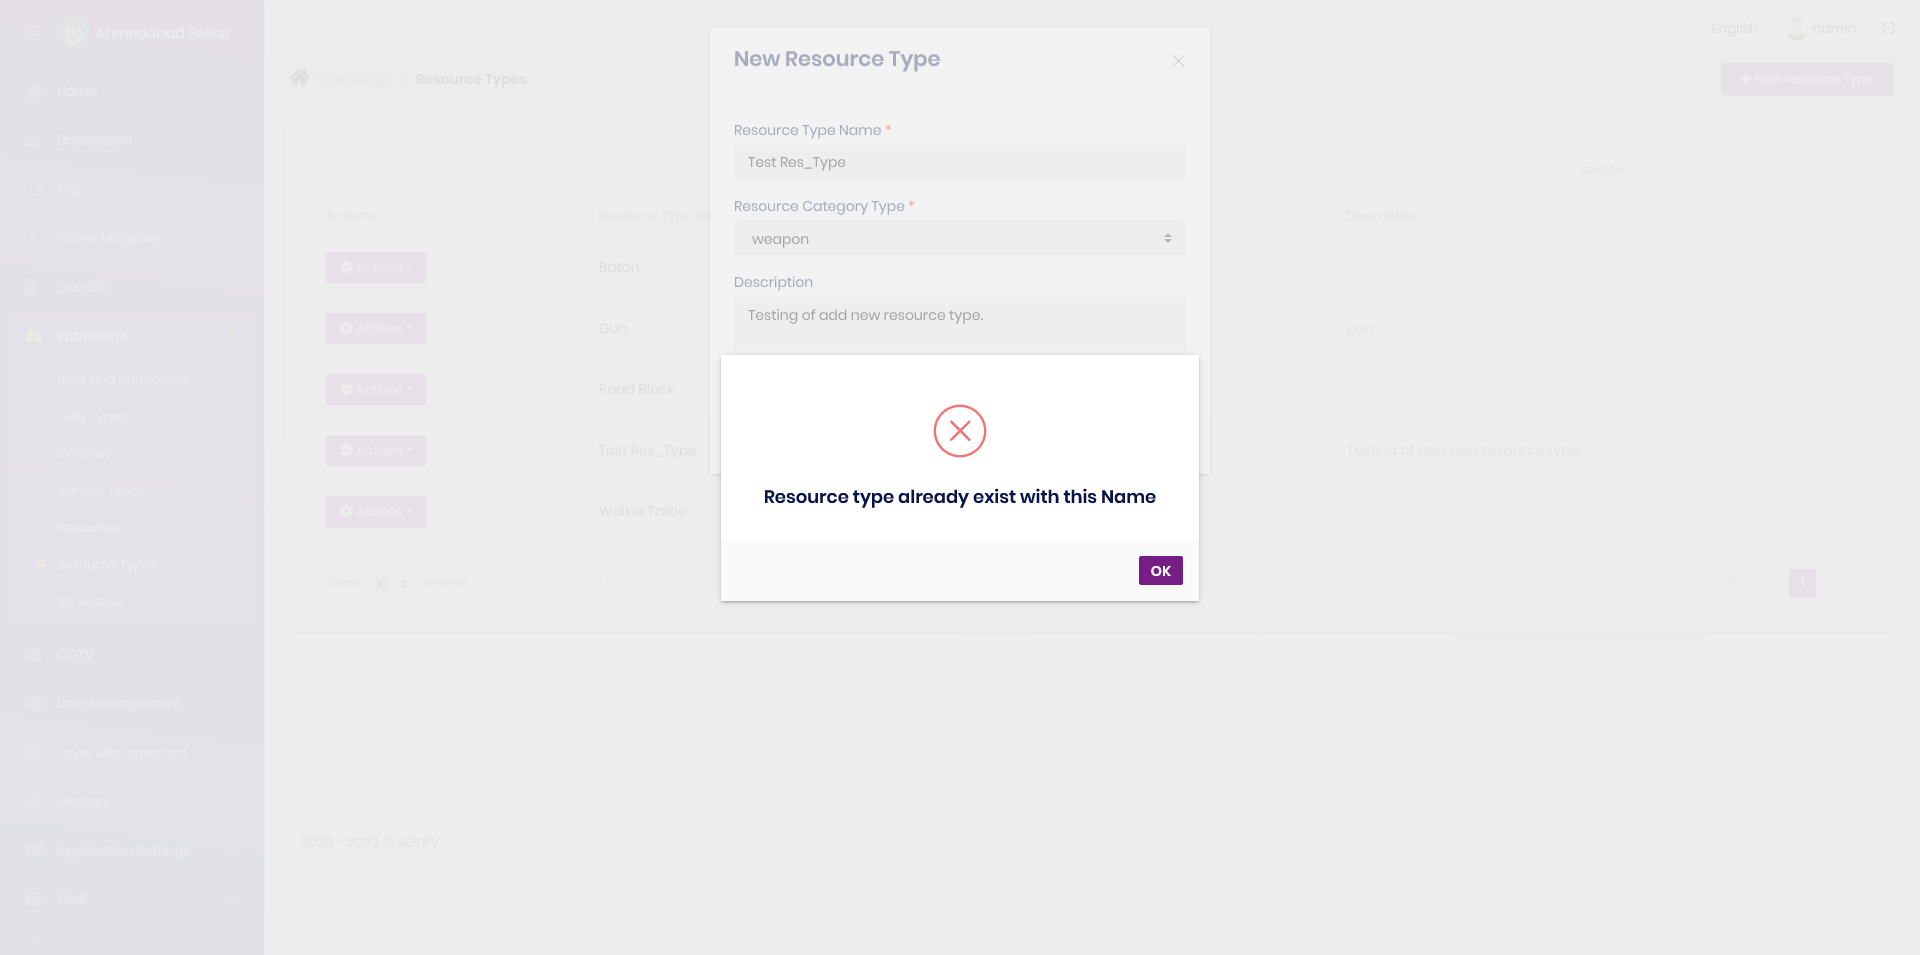 Ahmedabad Police
Home
Dashboard
Map
Crime Mapping
Dial-100
Patrollings
Beat and Bandobast
Duty Types
Vehicles
Vehicle Types
Resources
Resource Types
3D Models
CCTV
User Management
Layer Management
Masters
Application Settings
CMS
English
admin
Patrollings > Resource Types
New Resource Type
SEARCH
Actions
Resource Type Na
Description
Actions
Baton
Actions
Gun
gun
Actions
Road Block
Actions
Test Res_Type
Testing of add new resource type.
Actions
Walkie Talkie
Show 10 entries
Previous 1 Next
2020 - 2022 © SGLPV
New Resource Type
Resource Type Name *
Test Res_Type
Resource Category Type *
weapon
Description
Testing of add new resource type.
Resource type already exist with this Name
OK